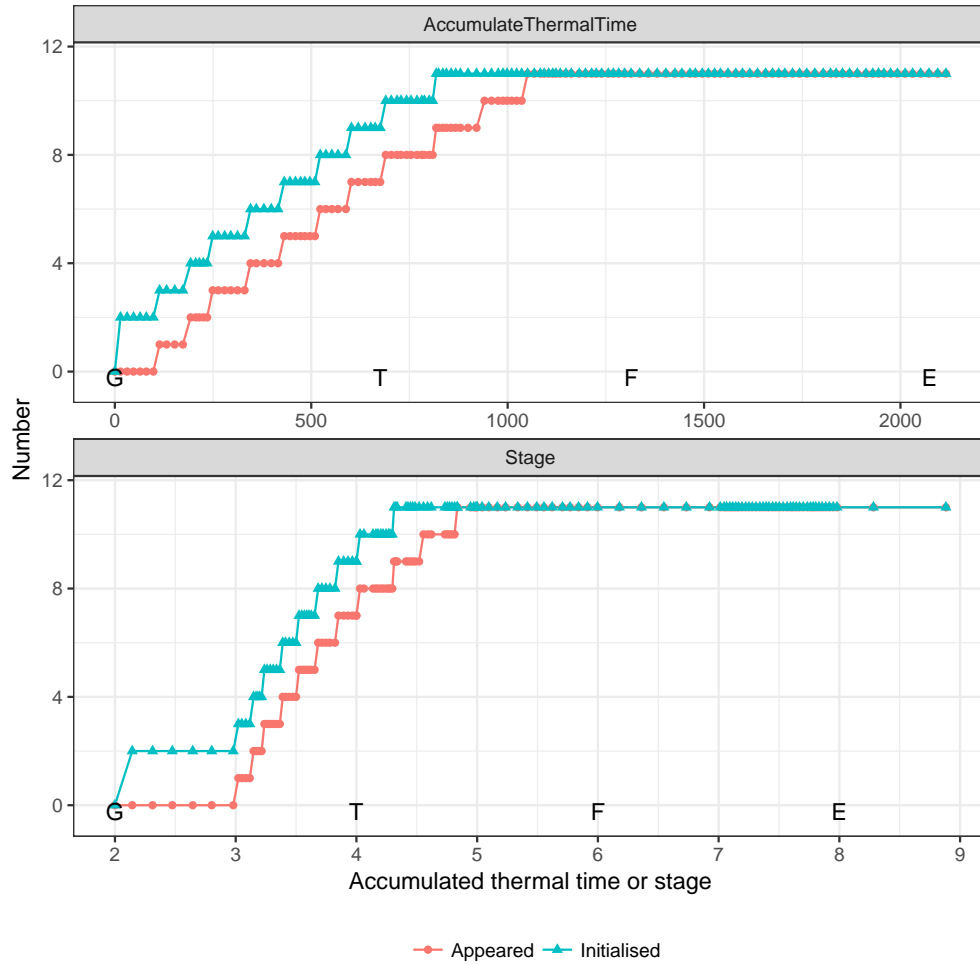 AccumulateThermalTime
12
8
4
0
G T F E
0 500 1000 1500 2000
Number
Stage
12
8
4
0
G T F E
2 3 4 5 6 7 8 9
Accumulated thermal time or stage
Appeared Initialised